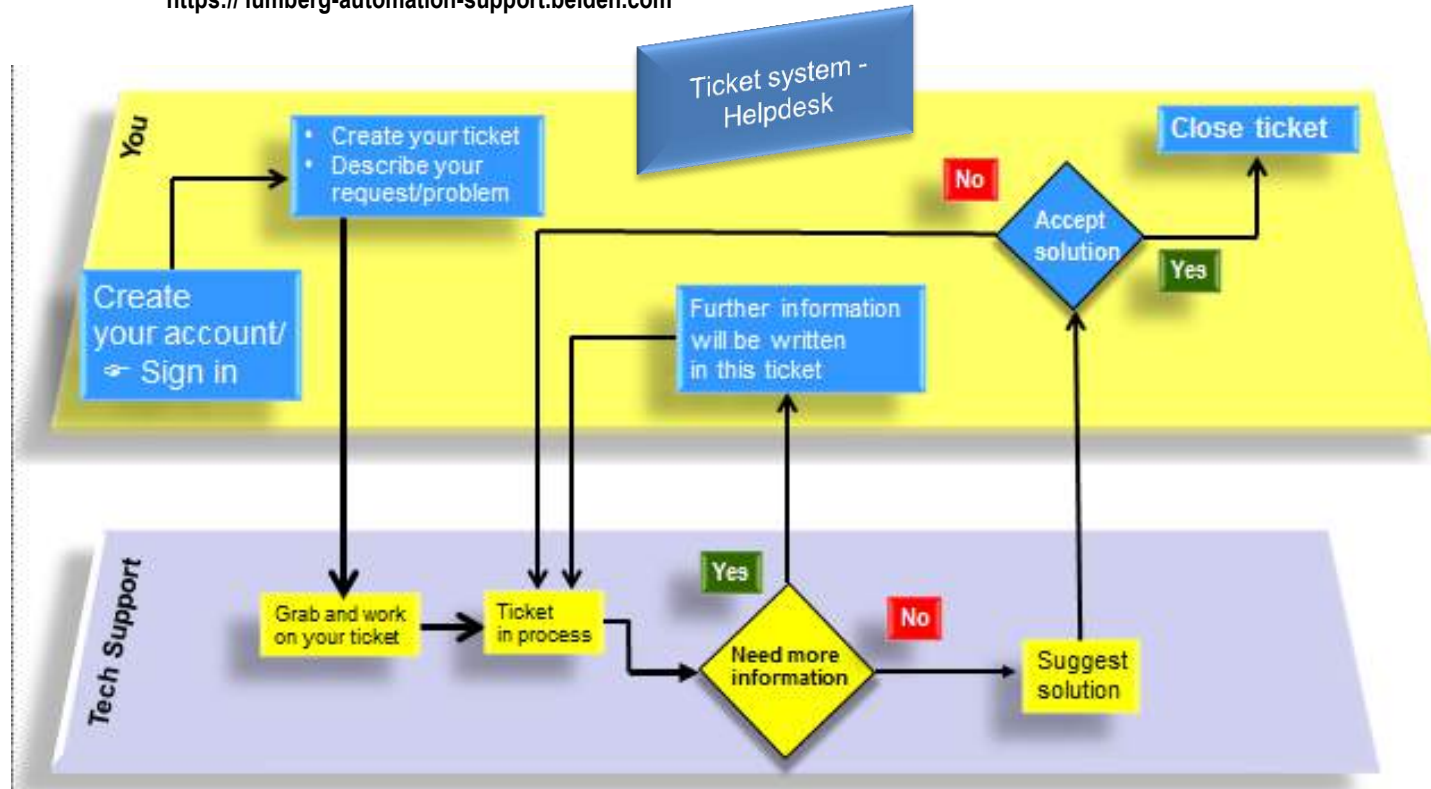 https:// lumberg-automation-support.belden.com
Ticket system -
Helpdesk
You
• Create your ticket
• Describe your
request/problem
Close ticket
No
Accept
solution
Yes
Create
your account/
☞ Sign in
Further information
will be written
in this ticket
Tech Support
Yes
Grab and work
on your ticket
Ticket
in process
No
Need more
information
Suggest
solution